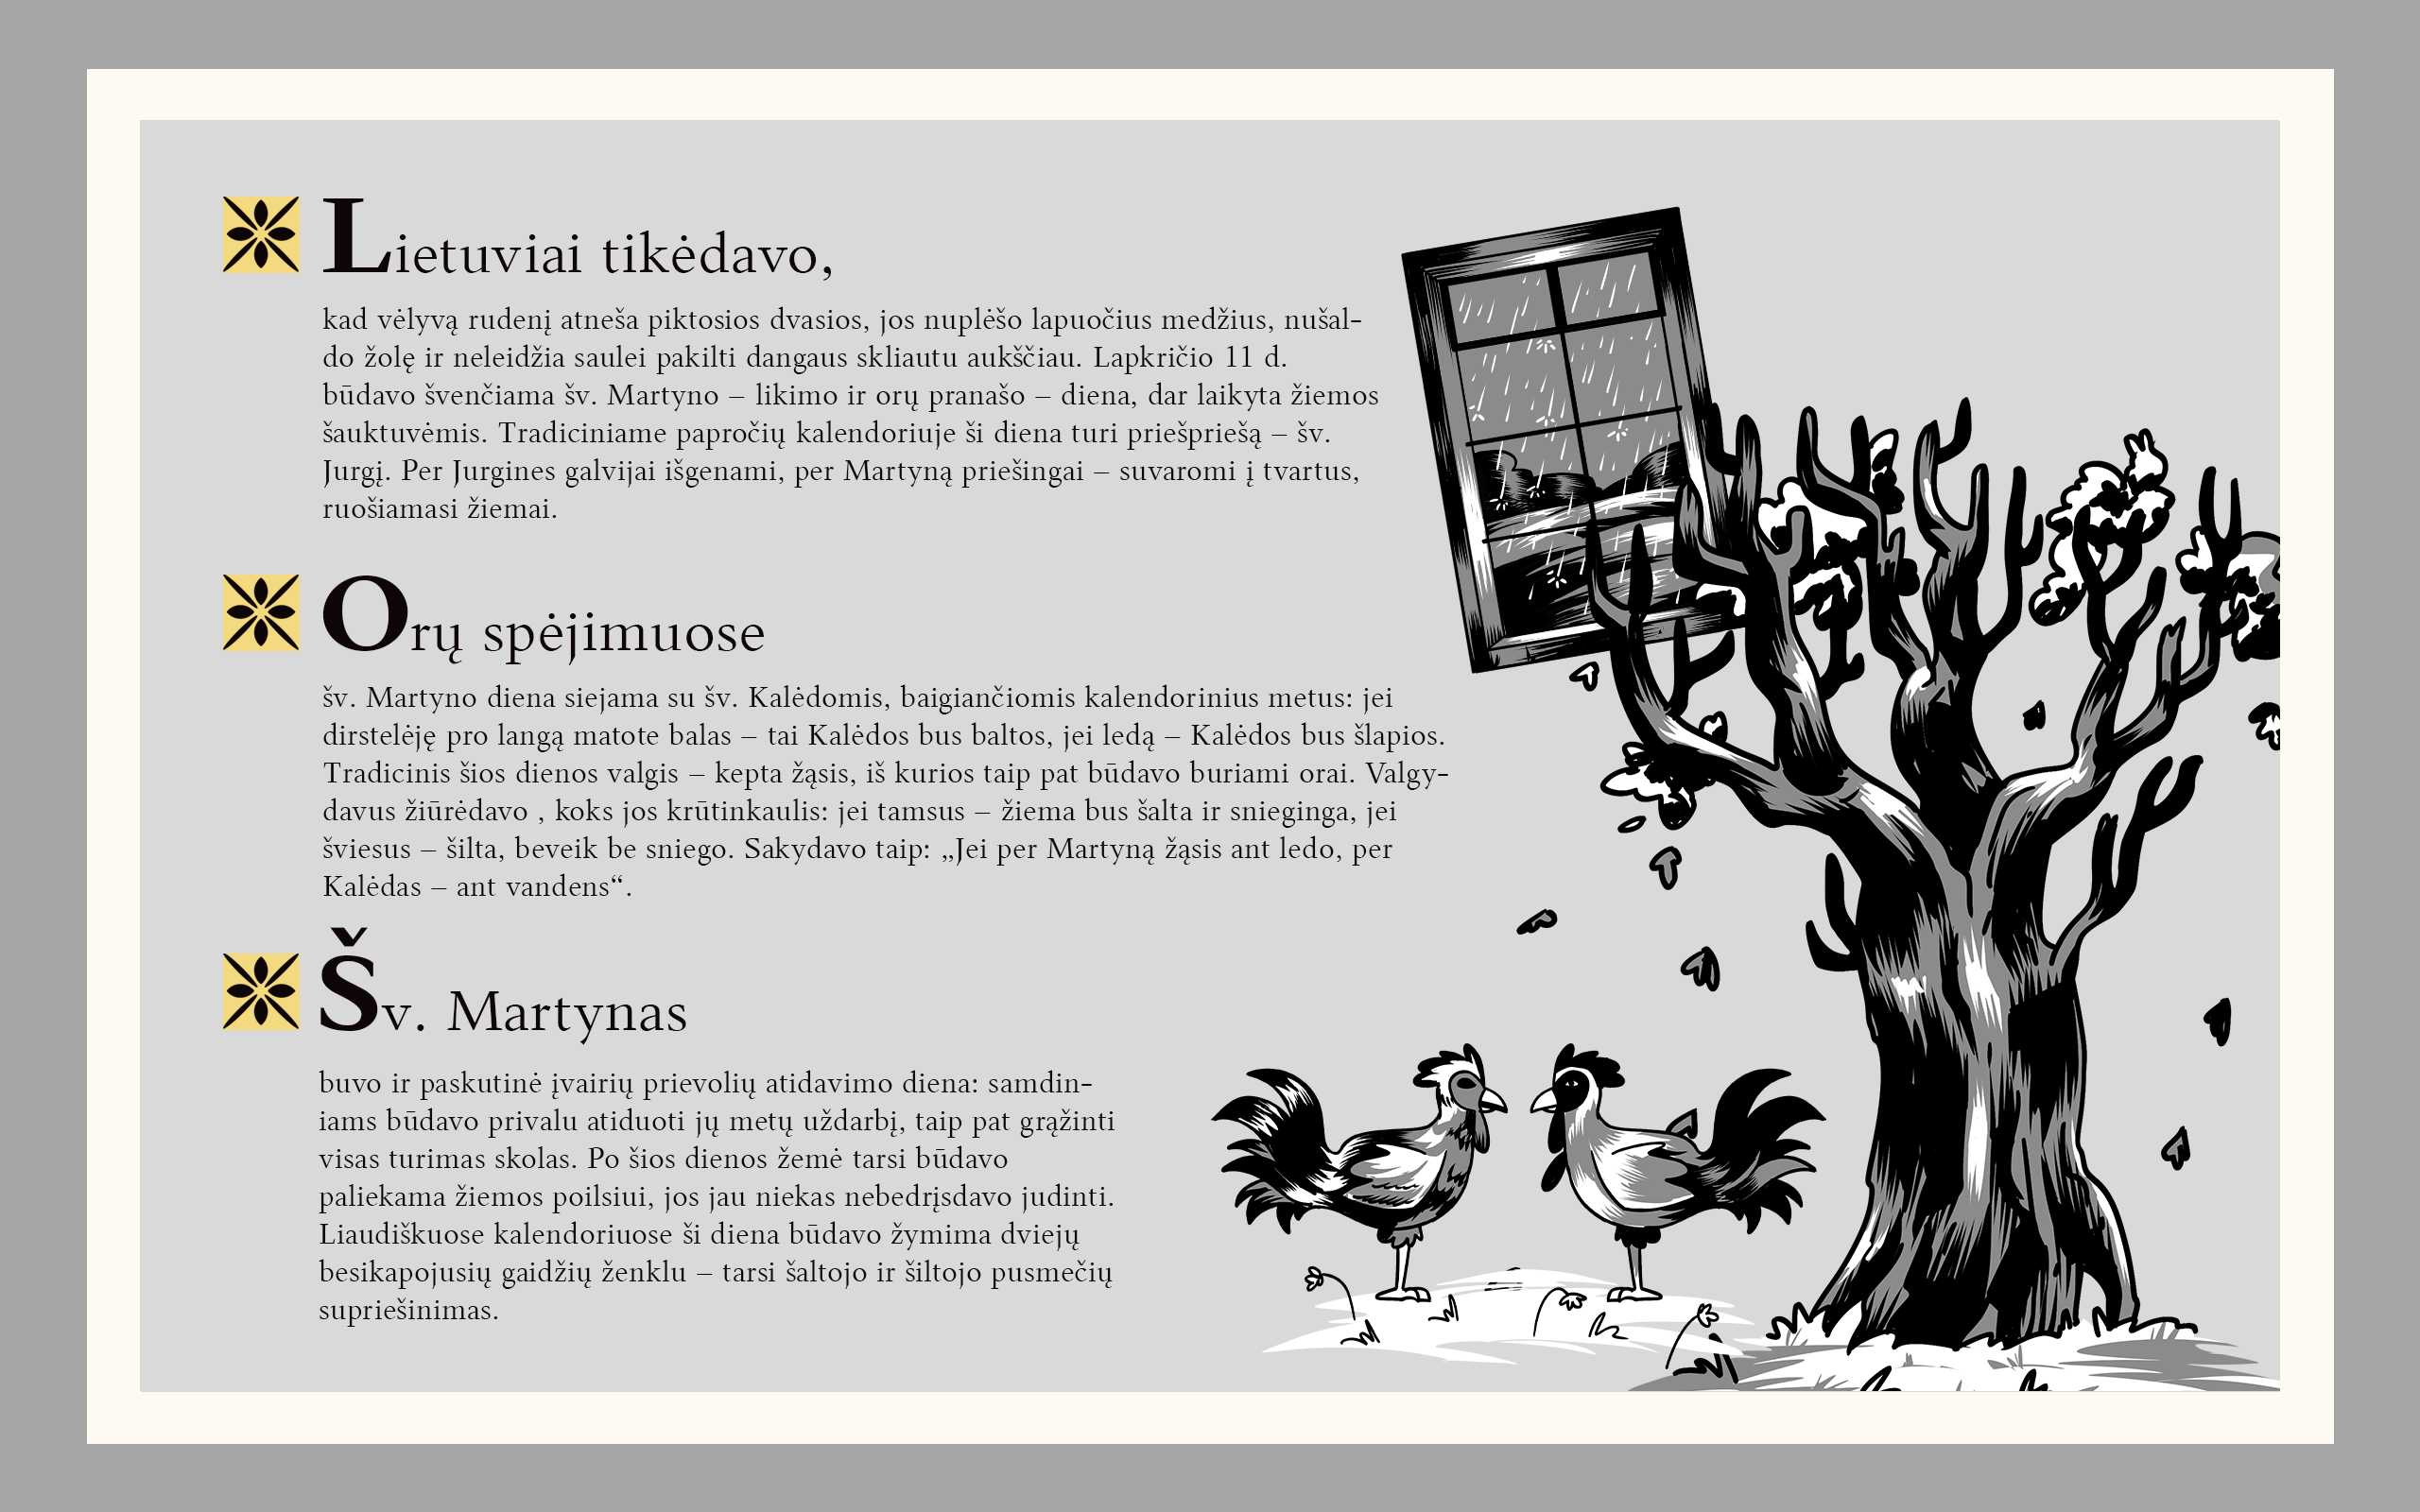 Lietuviai tikėdavo,
kad vėlyvą rudenį atneša piktosios dvasios, jos nuplėšo lapuočius medžius, nušal-
do žolę ir neleidžia saulei pakilti dangaus skliautu aukščiau. Lapkričio 11 d.
būdavo švenčiama šv. Martyno – likimo ir orų pranašo – diena, dar laikyta žiemos
šauktuvėmis. Tradiciniame papročių kalendoriuje ši diena turi priešpriešą – šv.
Jurgį. Per Jurgines galvijai išgenami, per Martyną priešingai – suvaromi į tvartus,
ruošiamasi žiemai.
Orų spėjimuose
šv. Martyno diena siejama su šv. Kalėdomis, baigiančiomis kalendorinius metus: jei
dirstelėję pro langą matote balas – tai Kalėdos bus baltos, jei ledą – Kalėdos bus šlapios.
Tradicinis šios dienos valgis – kepta žąsis, iš kurios taip pat būdavo buriami orai. Valgy-
davus žiūrėdavo , koks jos krūtinkaulis: jei tamsus – žiema bus šalta ir snieginga, jei
šviesus – šilta, beveik be sniego. Sakydavo taip: „Jei per Martyną žąsis ant ledo, per
Kalėdas – ant vandens“.
Šv. Martynas
buvo ir paskutinė įvairių prievolių atidavimo diena: samdin-
iams būdavo privalu atiduoti jų metų uždarbį, taip pat grąžinti
visas turimas skolas. Po šios dienos žemė tarsi būdavo
paliekama žiemos poilsiui, jos jau niekas nebedrįsdavo judinti.
Liaudiškuose kalendoriuose ši diena būdavo žymima dviejų
besikapojusių gaidžių ženklu – tarsi šaltojo ir šiltojo pusmečių
supriešinimas.